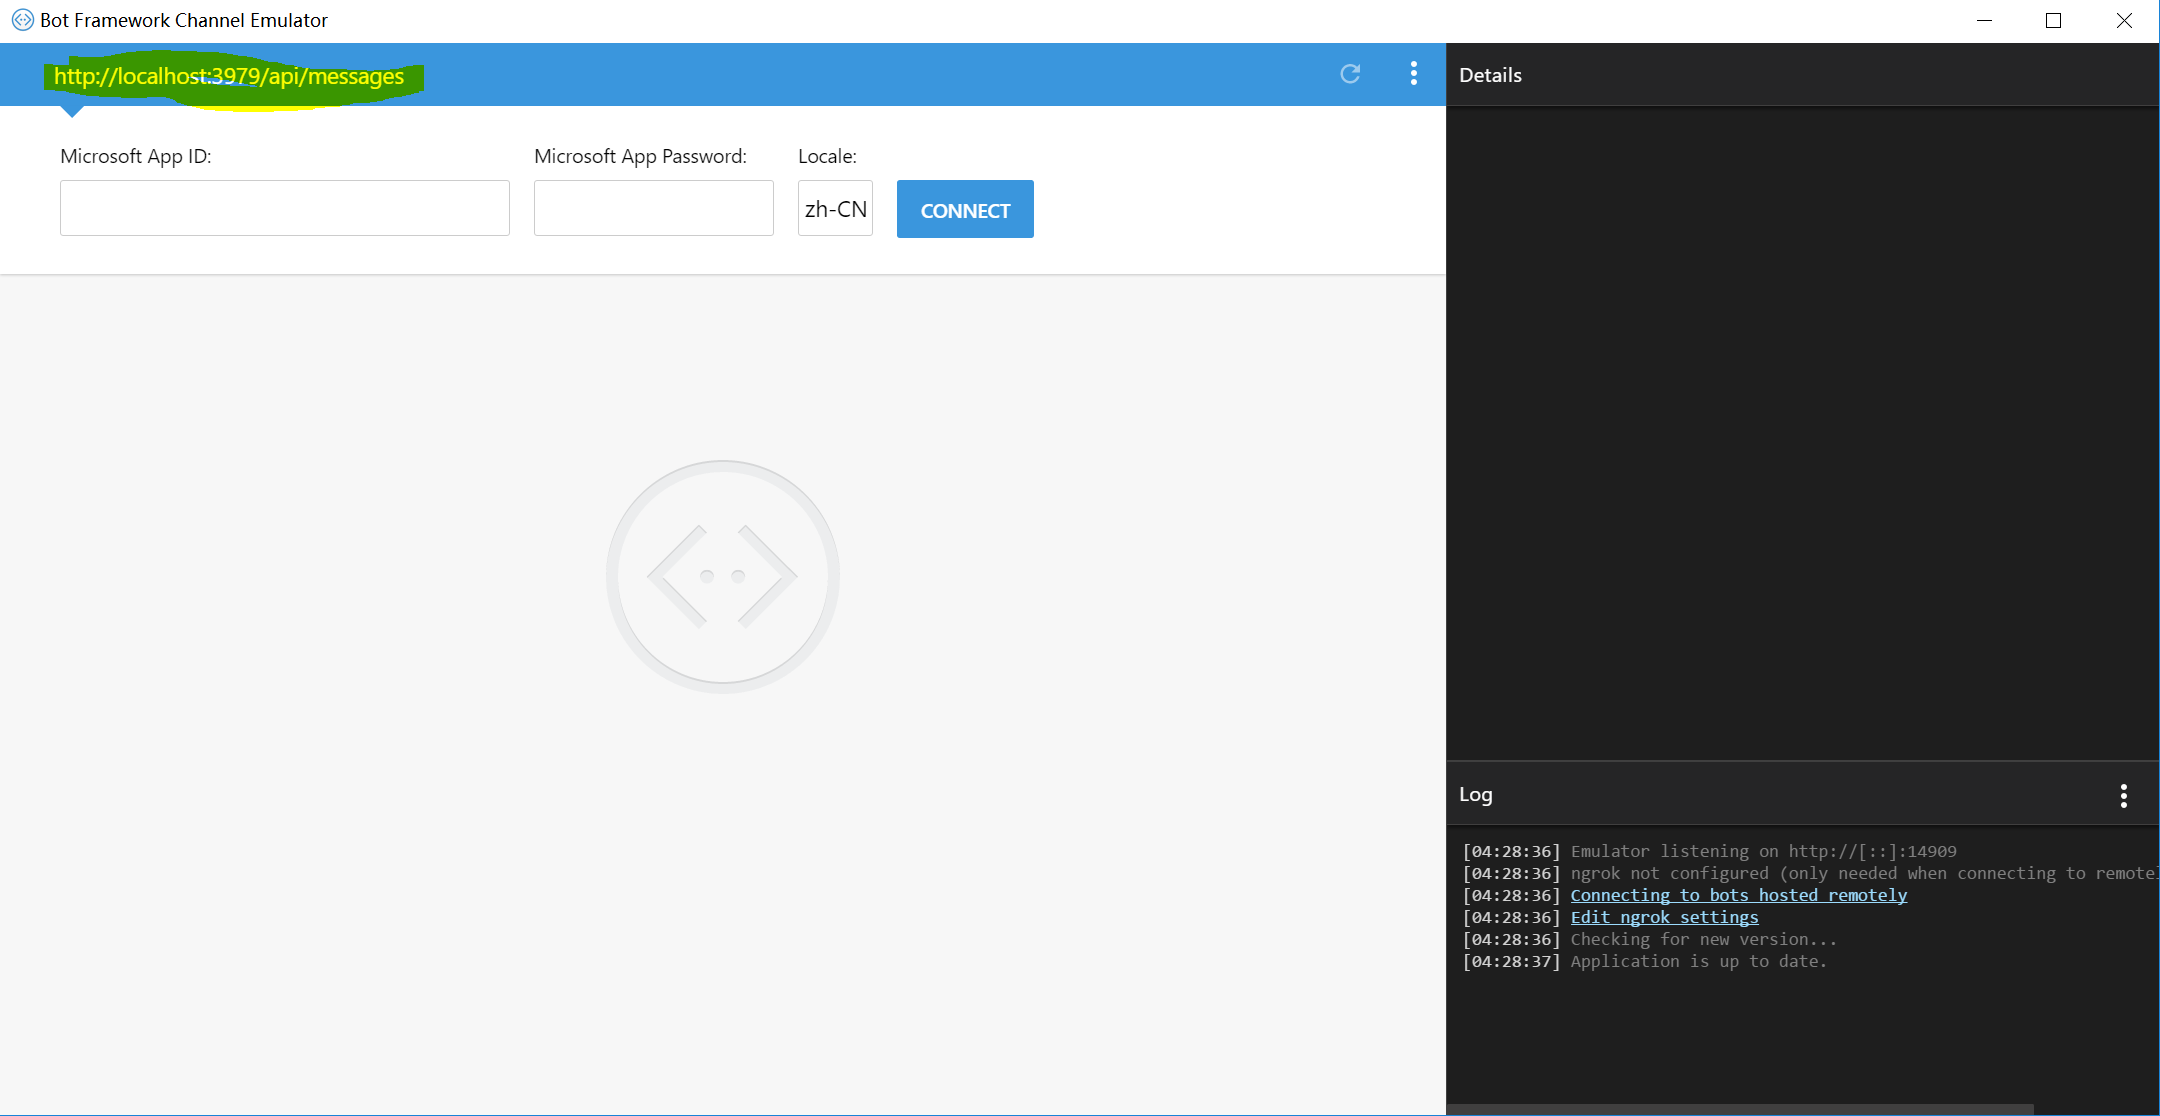 Bot Framework Channel Emulator
http://localhost:3979/api/messages
Microsoft App ID:
Microsoft App Password:
Locale:
zh-CN
CONNECT
Details
Log
[04:28:36] Emulator listening on http://[::]:14909
[04:28:36] ngrok not configured (only needed when connecting to remotel
[04:28:36] Connecting to bots hosted remotely
[04:28:36] Edit ngrok settings
[04:28:36] Checking for new version...
[04:28:37] Application is up to date.